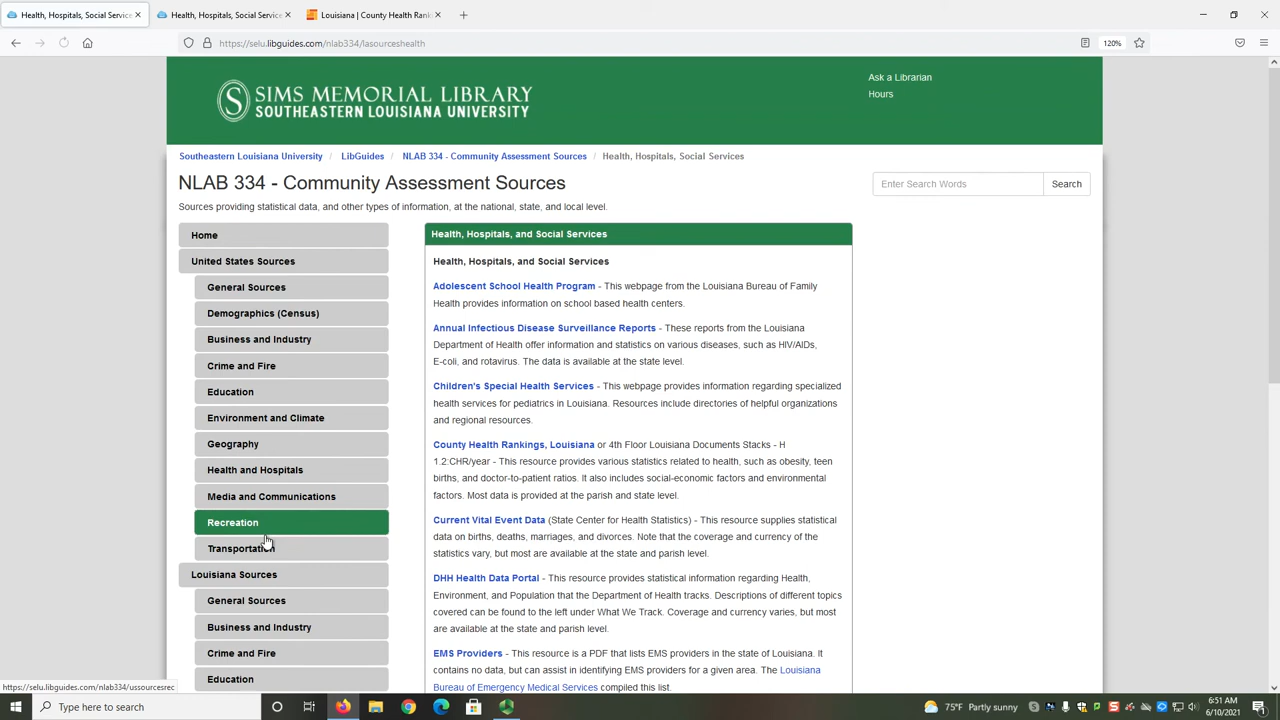 Health, Hospitals, Social Service
Health, Hospitals, Social Service
Louisiana | County Health Rank
https://selu.libguides.com/nlab334/lasourceshealth
120%
SIMS MEMORIAL LIBRARY
SOUTHEASTERN LOUISIANA UNIVERSITY
Ask a Librarian
Hours
Southeastern Louisiana University / LibGuides / NLAB 334 - Community Assessment Sources / Health, Hospitals, Social Services
NLAB 334 - Community Assessment Sources
Enter Search Words
Search
Sources providing statistical data, and other types of information, at the national, state, and local level.
Home
United States Sources
General Sources
Demographics (Census)
Business and Industry
Crime and Fire
Education
Environment and Climate
Geography
Health and Hospitals
Media and Communications
Recreation
Transportation
Louisiana Sources
General Sources
Business and Industry
Crime and Fire
Education
Health, Hospitals, and Social Services
Health, Hospitals, and Social Services
Adolescent School Health Program - This webpage from the Louisiana Bureau of Family
Health provides information on school based health centers.
Annual Infectious Disease Surveillance Reports - These reports from the Louisiana
Department of Health offer information and statistics on various diseases, such as HIV/AIDs,
E-coli, and rotavirus. The data is available at the state level.
Children's Special Health Services - This webpage provides information regarding specialized
health services for pediatrics in Louisiana. Resources include directories of helpful organizations
and regional resources.
County Health Rankings, Louisiana or 4th Floor Louisiana Documents Stacks - H
1.2:CHR/year - This resource provides various statistics related to health, such as obesity, teen
births, and doctor-to-patient ratios. It also includes social-economic factors and environmental
factors. Most data is provided at the parish and state level.
Current Vital Event Data (State Center for Health Statistics) - This resource supplies statistical
data on births, deaths, marriages, and divorces. Note that the coverage and currency of the
statistics vary, but most are available at the state and parish level.
DHH Health Data Portal - This resource provides statistical information regarding Health,
Environment, and Population that the Department of Health tracks. Descriptions of different topics
covered can be found to the left under What We Track. Coverage and currency varies, but most
are available at the state and parish level.
EMS Providers - This resource is a PDF that lists EMS providers in the state of Louisiana. It
contains no data, but can assist in identifying EMS providers for a given area. The Louisiana
Bureau of Emergency Medical Services compiled this list.
https://selu.libguides.com/nlab334/ussourcesrec
Type here to search
75°F Partly sunny
6:51 AM
6/10/2021